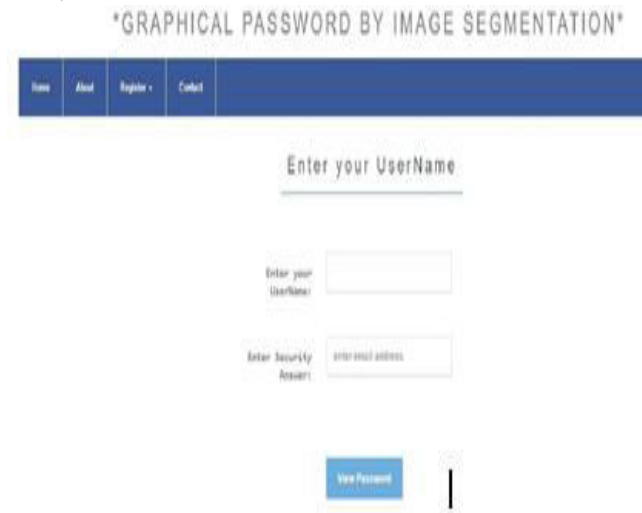 *GRAPHICAL PASSWORD BY IMAGE SEGMENTATION*
Home About Register Contact
Enter your UserName
Enter your
UserName:
Enter Security
Answer:
enter email address
View Password